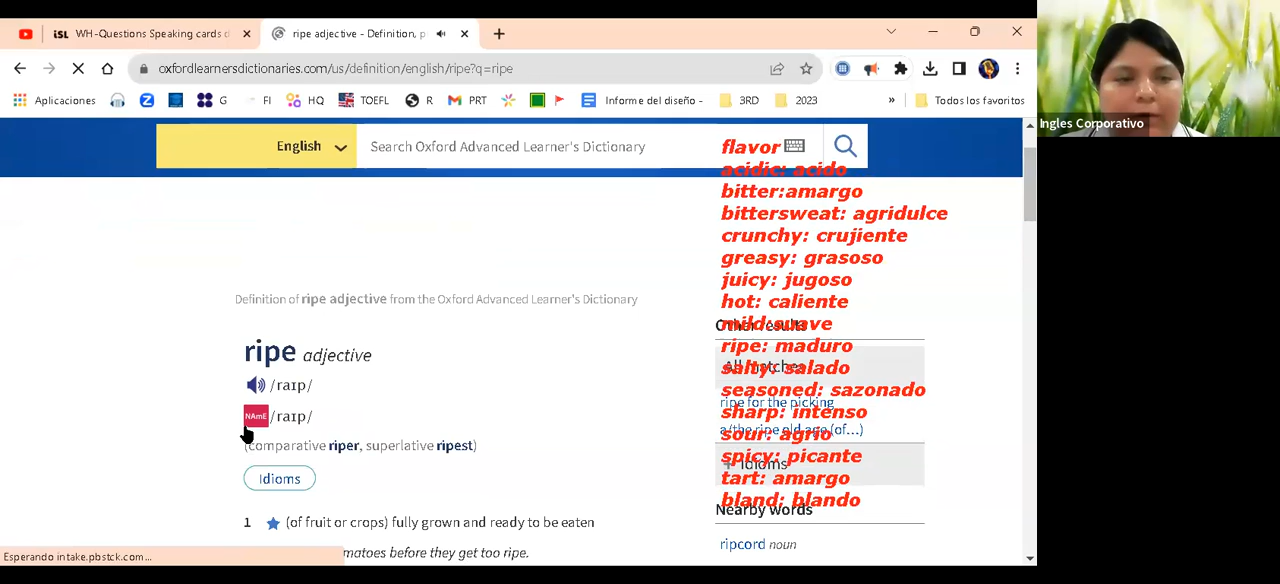 WH-Questions Speaking cards d
ripe adjective - Definition, p
oxfordlearnersdictionaries.com/us/definition/english/ripe?q=ripe
Aplicaciones
G
FI
HQ
TOEFL
R
PRT
Informe del diseño -
3RD
2023
»
Todos los favoritos
Ingles Corporativo
English
Search Oxford Advanced Learner's Dictionary
Definition of ripe adjective from the Oxford Advanced Learner's Dictionary
ripe adjective
/raɪp/
NAmE /raɪp/
(comparative riper, superlative ripest)
Idioms
1 (of fruit or crops) fully grown and ready to be eaten
matoes before they get too ripe.
Esperando intake.pbstck.com...
flavor
acidic: acido
bitter:amargo
bittersweat: agridulce
crunchy: crujiente
greasy: grasoso
juicy: jugoso
hot: caliente
mild:suave
ripe: maduro
salty: salado
seasoned: sazonado
sharp: intenso
sour: agrio
spicy: picante
tart: amargo
bland: blando
Other results
All matches
ripe for the picking
a/the ripe old age (of…)
+ Idioms
Nearby words
ripcord noun